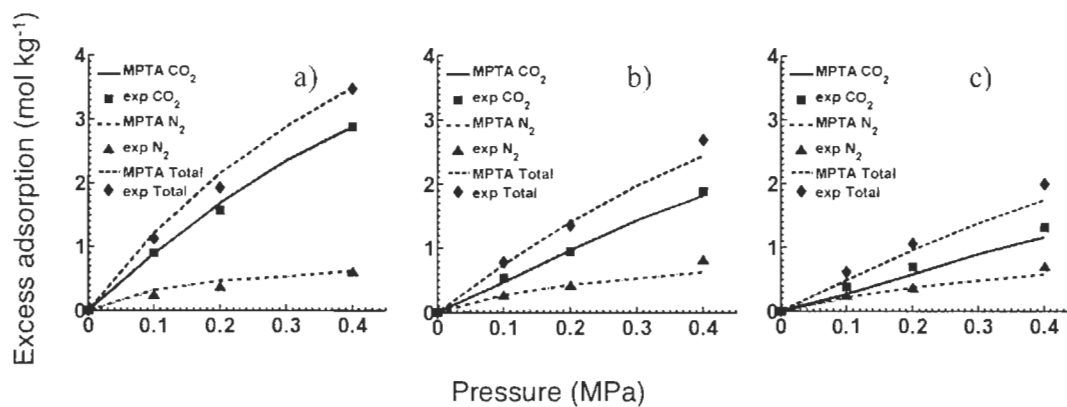 Excess adsorption (mol kg⁻¹)
4
3
2
1
0
MPTA CO₂
exp CO₂
MPTA N₂
exp N₂
MPTA Total
exp Total
a)
0 0.1 0.2 0.3 0.4
4
3
2
1
0
MPTA CO₂
exp CO₂
MPTA N₂
exp N₂
MPTA Total
exp Total
b)
0 0.1 0.2 0.3 0.4
4
3
2
1
0
MPTA CO₂
exp CO₂
MPTA N₂
exp N₂
MPTA Total
exp Total
c)
0 0.1 0.2 0.3 0.4
Pressure (MPa)